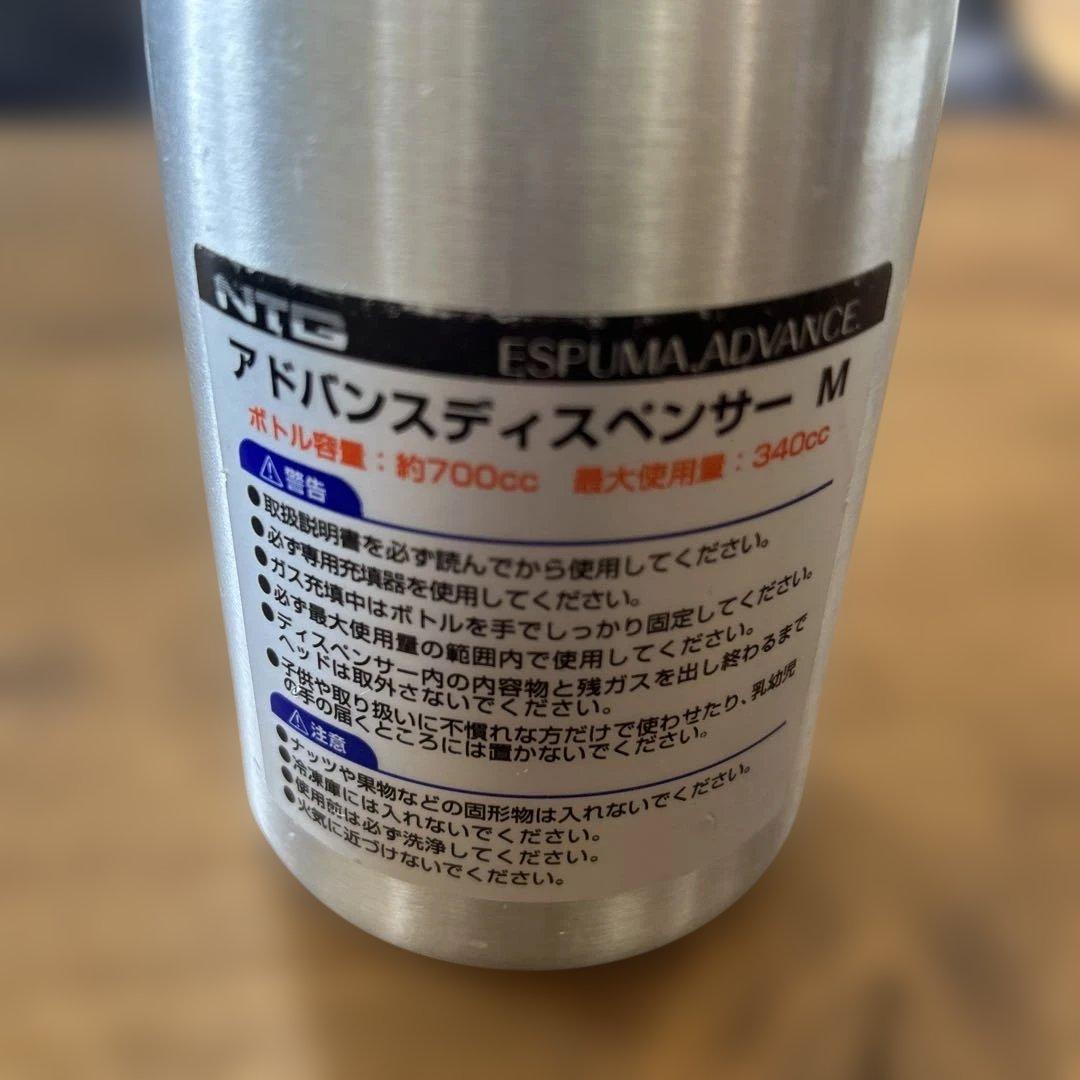 NTG
ESPUMA ADVANCE
アドバンスディスペンサー M
ボトル容量：約700cc 最大使用量：340cc
警告
●取扱説明書を必ず読んでから使用してください。
●必ず専用充填器を使用してください。
●ガス充填中はボトルを手でしっかり固定してください。
●必ず最大使用量の範囲内で使用してください。
●ディスペンサー内の内容物と残ガスを出し終わるまで
ヘッドは取外さないでください。
●子供や取り扱いに不慣れな方だけで使わせたり、乳幼児
の手の届くところには置かないでください。
注意
●ナッツや果物などの固形物は入れないでください。
●冷凍庫には入れないでください。
●使用前は必ず洗浄してください。
●火気に近づけないでください。